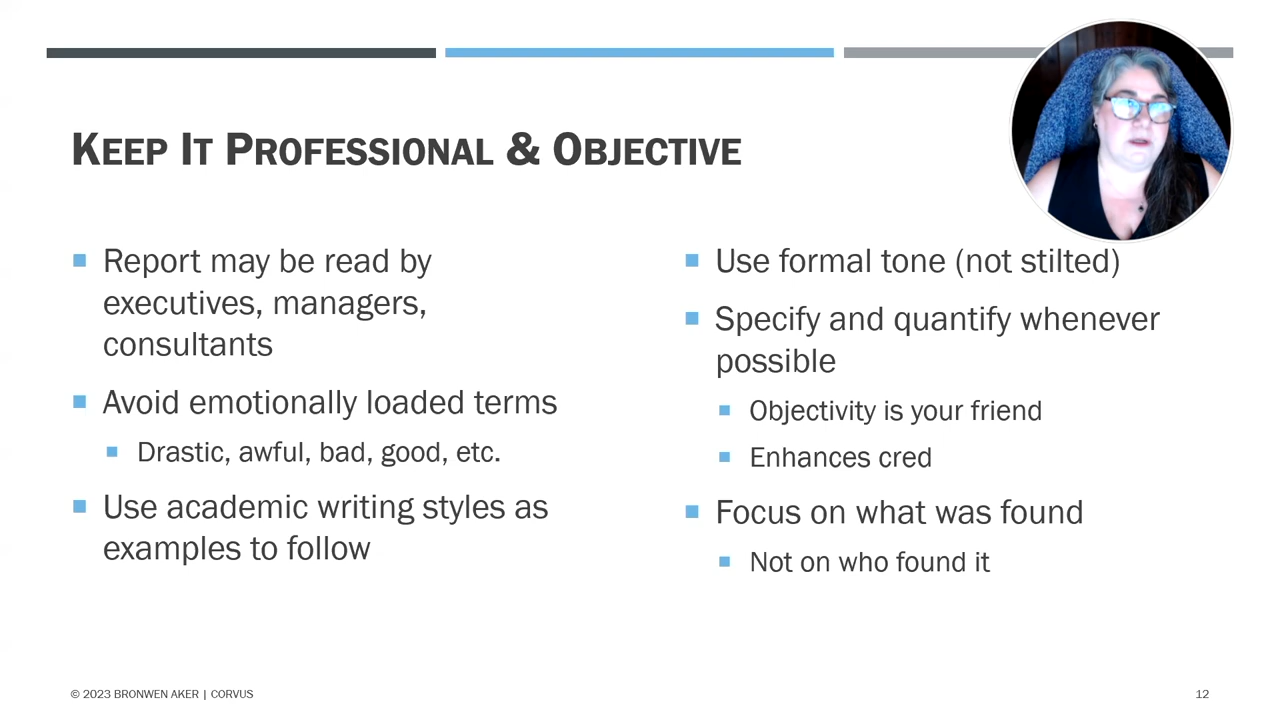 KEEP IT PROFESSIONAL & OBJECTIVE
Report may be read by
executives, managers,
consultants
Avoid emotionally loaded terms
Drastic, awful, bad, good, etc.
Use academic writing styles as
examples to follow
Use formal tone (not stilted)
Specify and quantify whenever
possible
Objectivity is your friend
Enhances cred
Focus on what was found
Not on who found it
© 2023 BRONWEN AKER | CORVUS
12